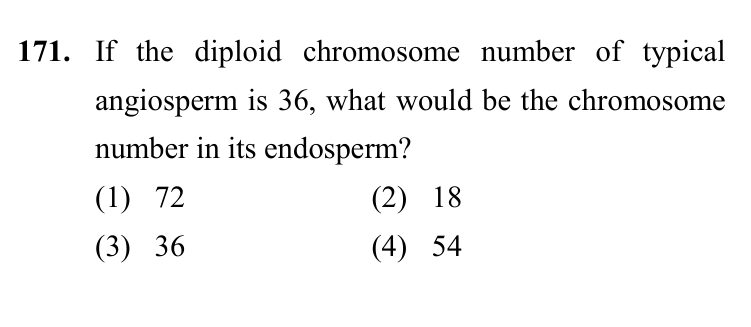 171. If the diploid chromosome number of typical
angiosperm is 36, what would be the chromosome
number in its endosperm?
(1) 72 (2) 18
(3) 36 (4) 54